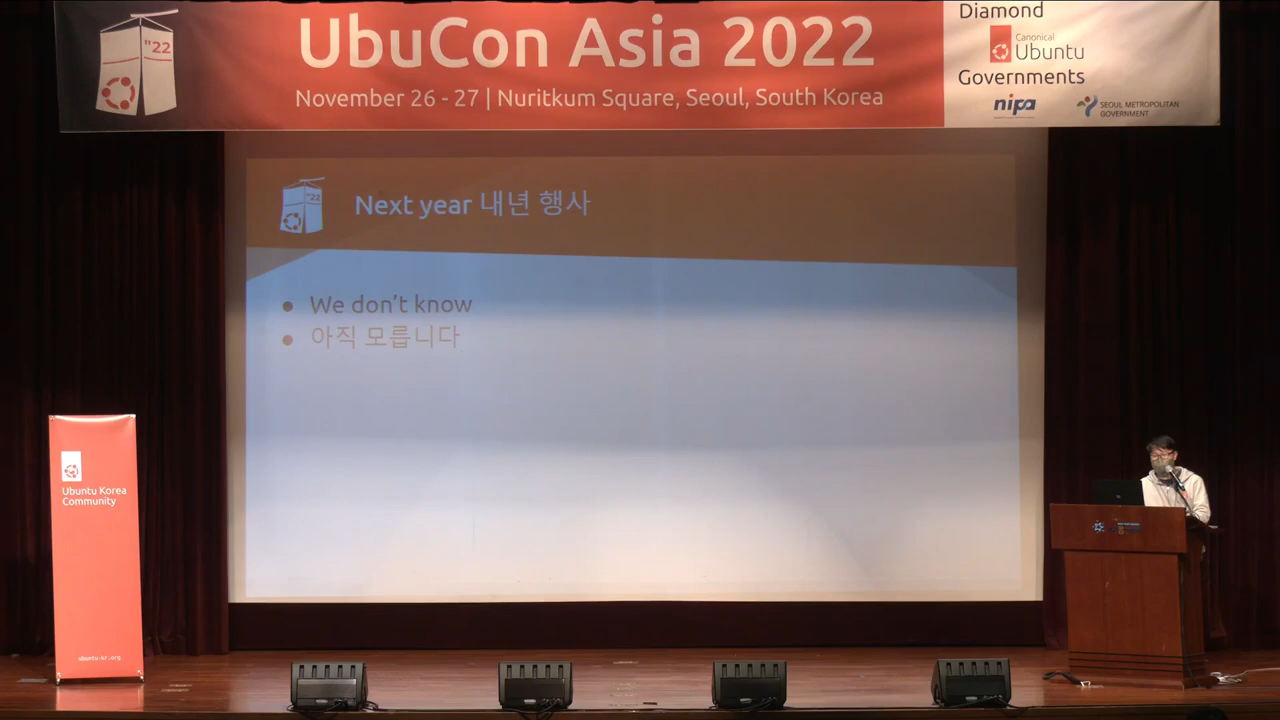 "22
UbuCon Asia 2022
November 26 - 27 | Nuritkum Square, Seoul, South Korea
Diamond
Canonical
Ubuntu
Governments
nipa
SEOUL METROPOLITAN
GOVERNMENT
"22
Next year 내년 행사
● We don't know
● 아직 모릅니다
Ubuntu Korea
Community
ubuntu-kr.org